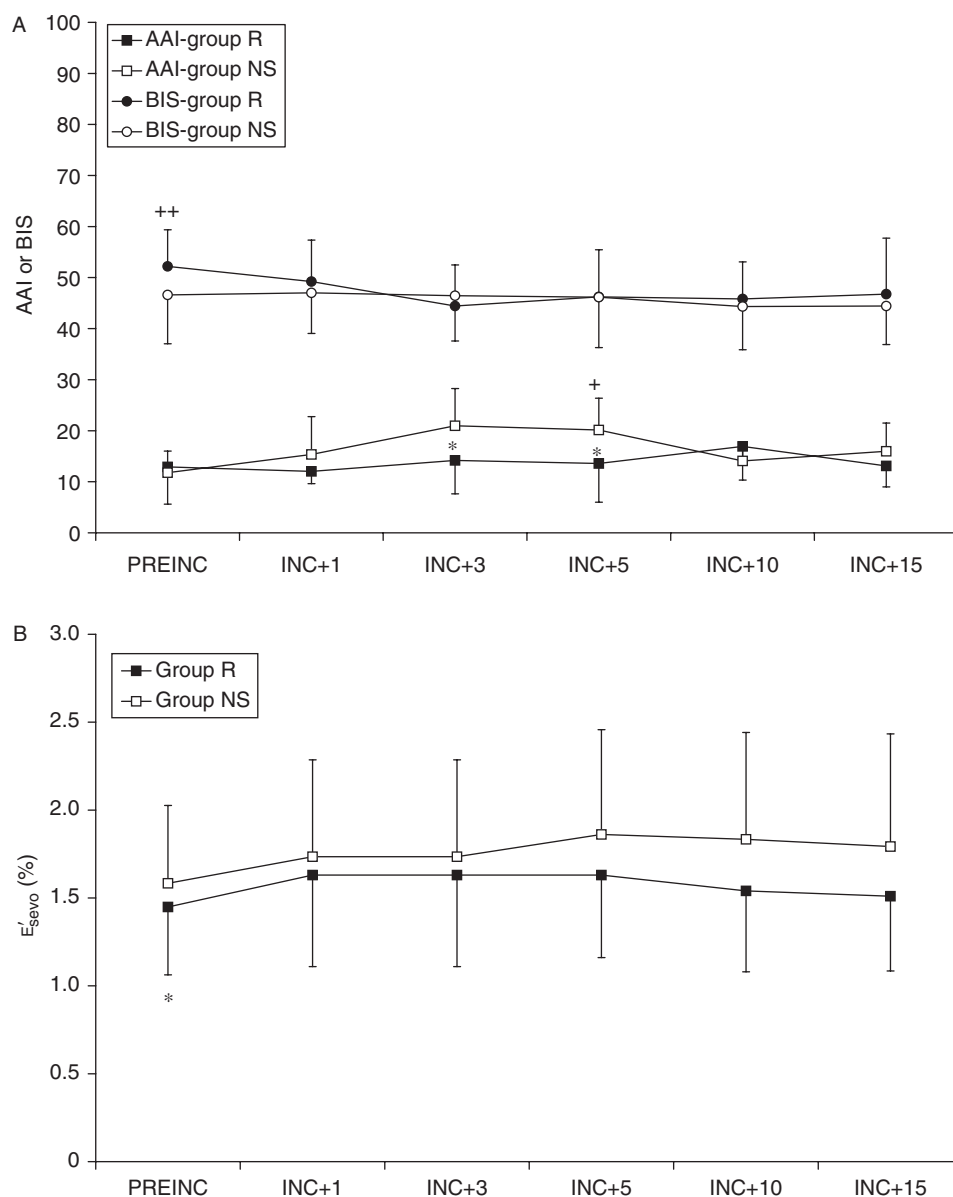 A
AAI-group R
AAI-group NS
BIS-group R
BIS-group NS
100
90
80
70
60
50
40
30
20
10
0
AAI or BIS
++
+
*
*
PREINC INC+1 INC+3 INC+5 INC+10 INC+15
B
Group R
Group NS
3.0
2.5
2.0
1.5
1.0
0.5
0
E′sevo (%)
*
PREINC INC+1 INC+3 INC+5 INC+10 INC+15